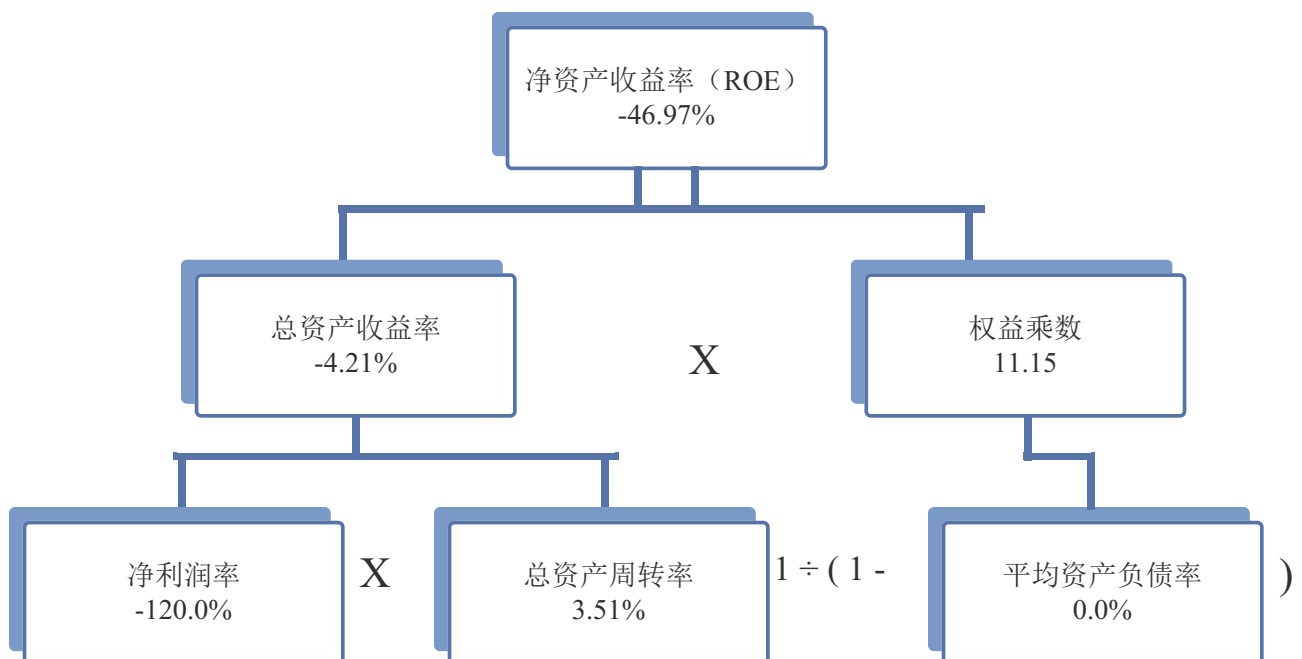 净资产收益率（ROE）
-46.97%
总资产收益率
-4.21%
X
权益乘数
11.15
净利润率
-120.0%
X
总资产周转率
3.51%
1 ÷ ( 1 -
平均资产负债率
0.0%
)